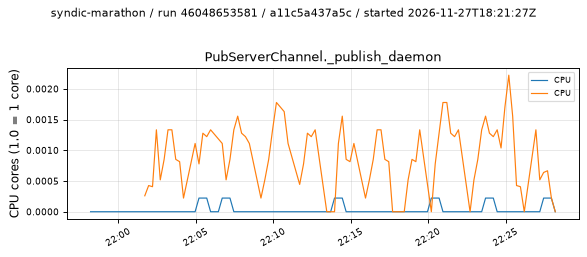 syndic-marathon / run 46048653581 / a11c5a437a5c / started 2026-11-27T18:21:27Z
PubServerChannel._publish_daemon
CPU cores (1.0 = 1 core)
0.0020
0.0015
0.0010
0.0005
0.0000
CPU
CPU
22:00
22:05
22:10
22:15
22:20
22:25